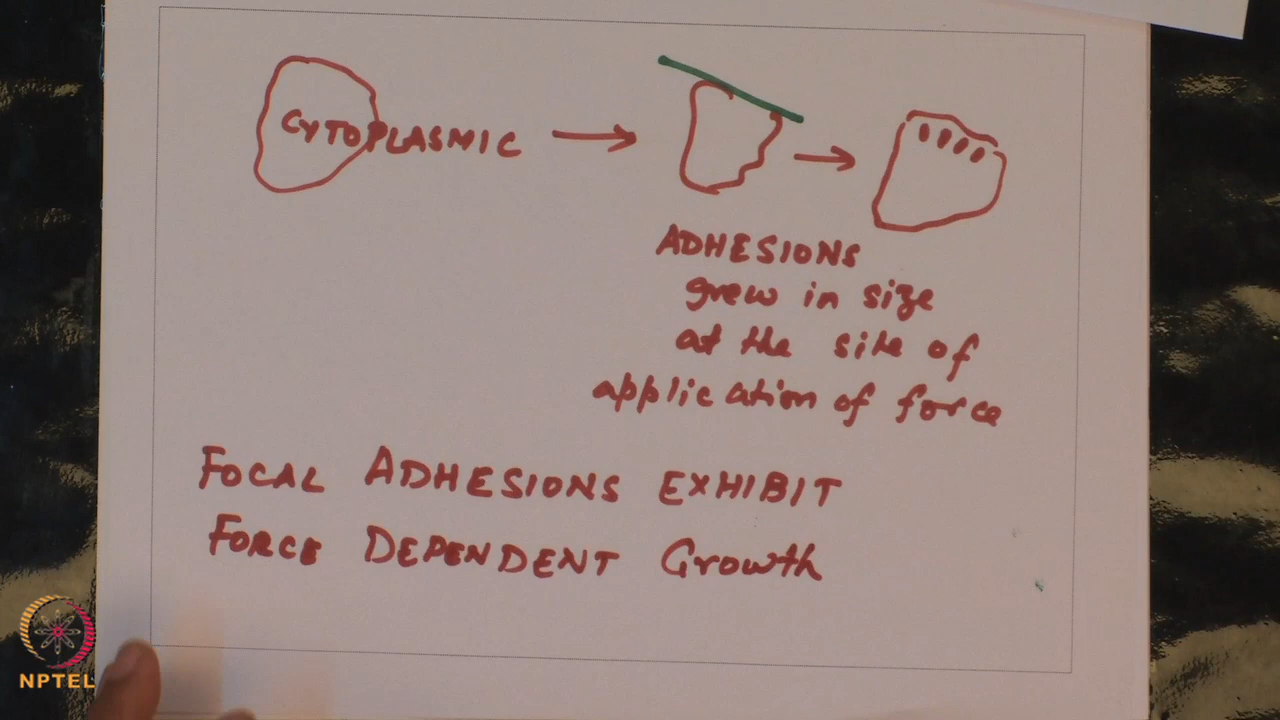 CYTOPLASMIC
ADHESIONS
grew in size
at the site of
application of force
FOCAL ADHESIONS EXHIBIT
FORCE DEPENDENT Growth
NPTEL